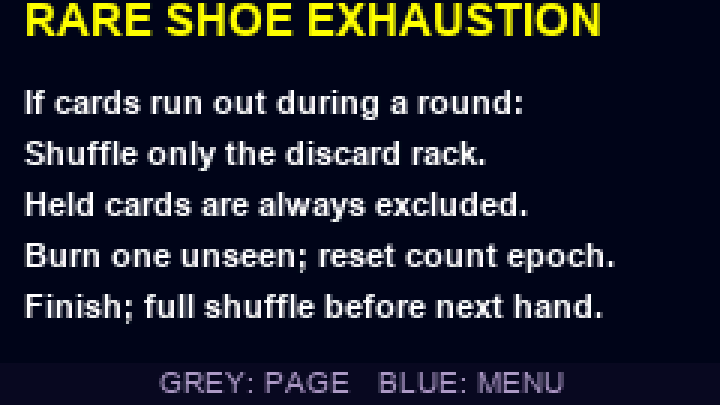 RARE SHOE EXHAUSTION
If cards run out during a round:
Shuffle only the discard rack.
Held cards are always excluded.
Burn one unseen; reset count epoch.
Finish; full shuffle before next hand.
GREY: PAGE BLUE: MENU